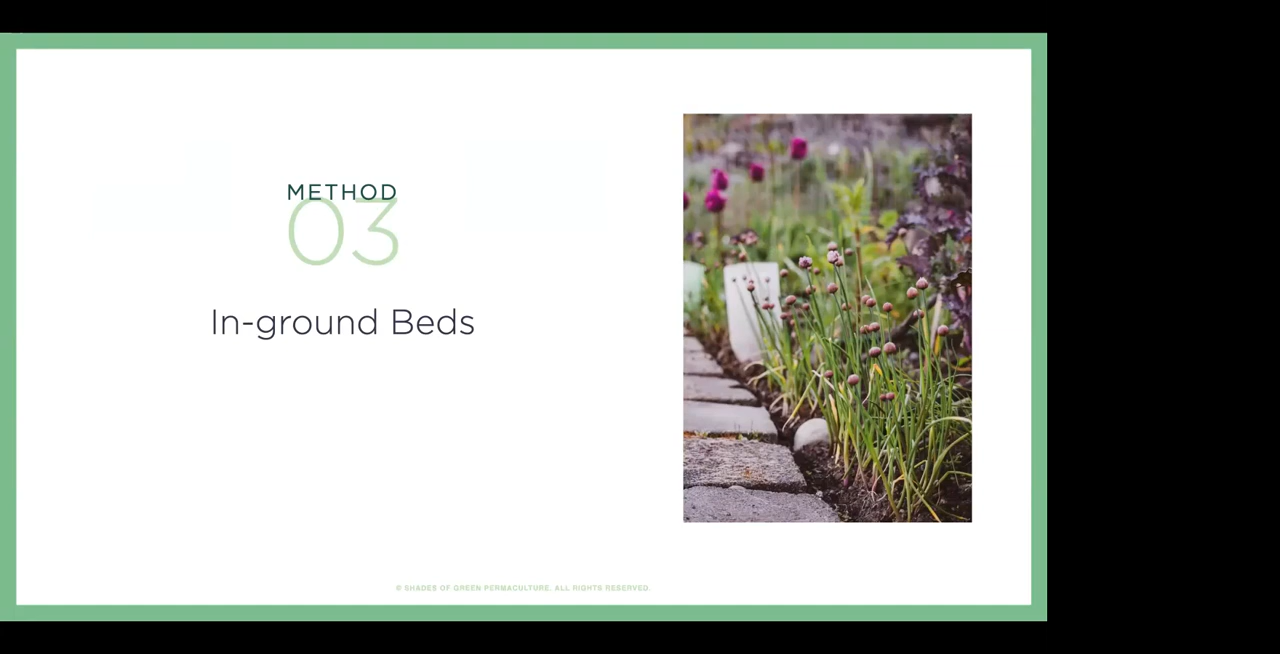 METHOD
03
In-ground Beds
© SHADES OF GREEN PERMACULTURE. ALL RIGHTS RESERVED.